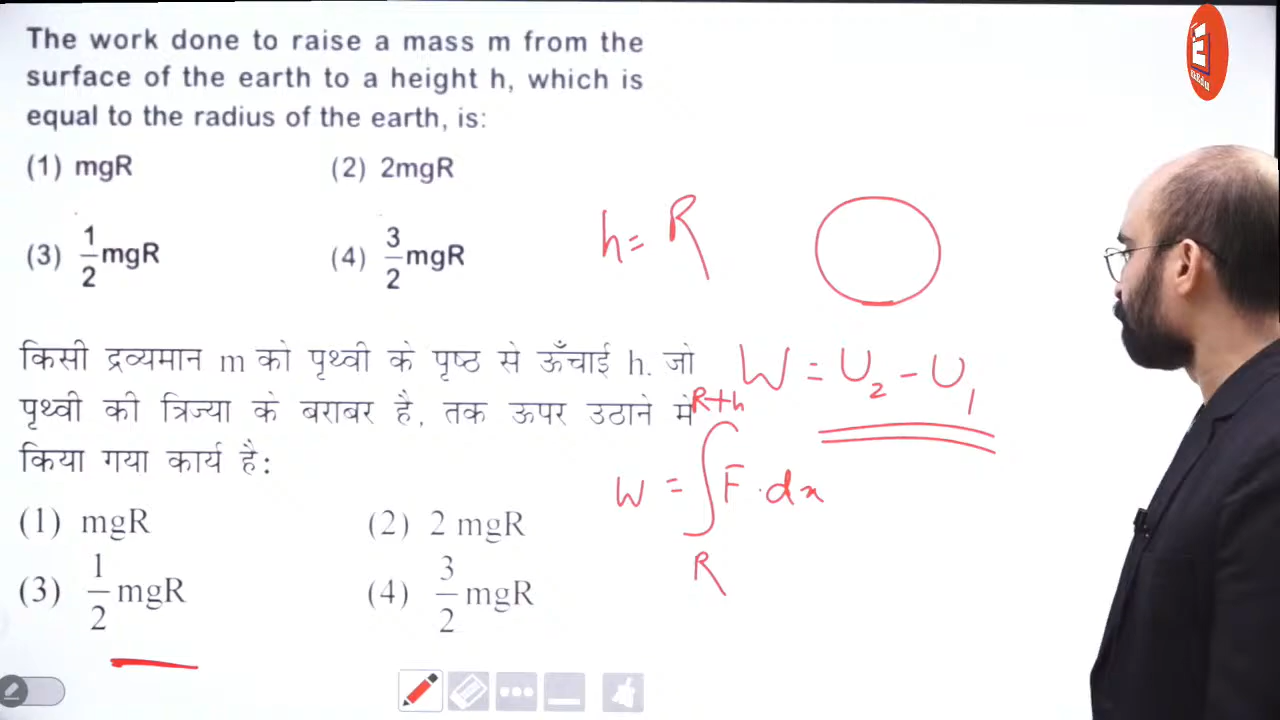 The work done to raise a mass m from the
surface of the earth to a height h, which is
equal to the radius of the earth, is:
(1) mgR (2) 2mgR
(3) 1/2 mgR (4) 3/2 mgR
h = R
किसी द्रव्यमान m को पृथ्वी के पृष्ठ से ऊँचाई h. जो
पृथ्वी की त्रिज्या के बराबर है, तक ऊपर उठाने में
किया गया कार्य है:
(1) mgR (2) 2 mgR
(3) 1/2 mgR (4) 3/2 mgR
W = U₂ - U₁
R+h
W = ∫ F·dx
R